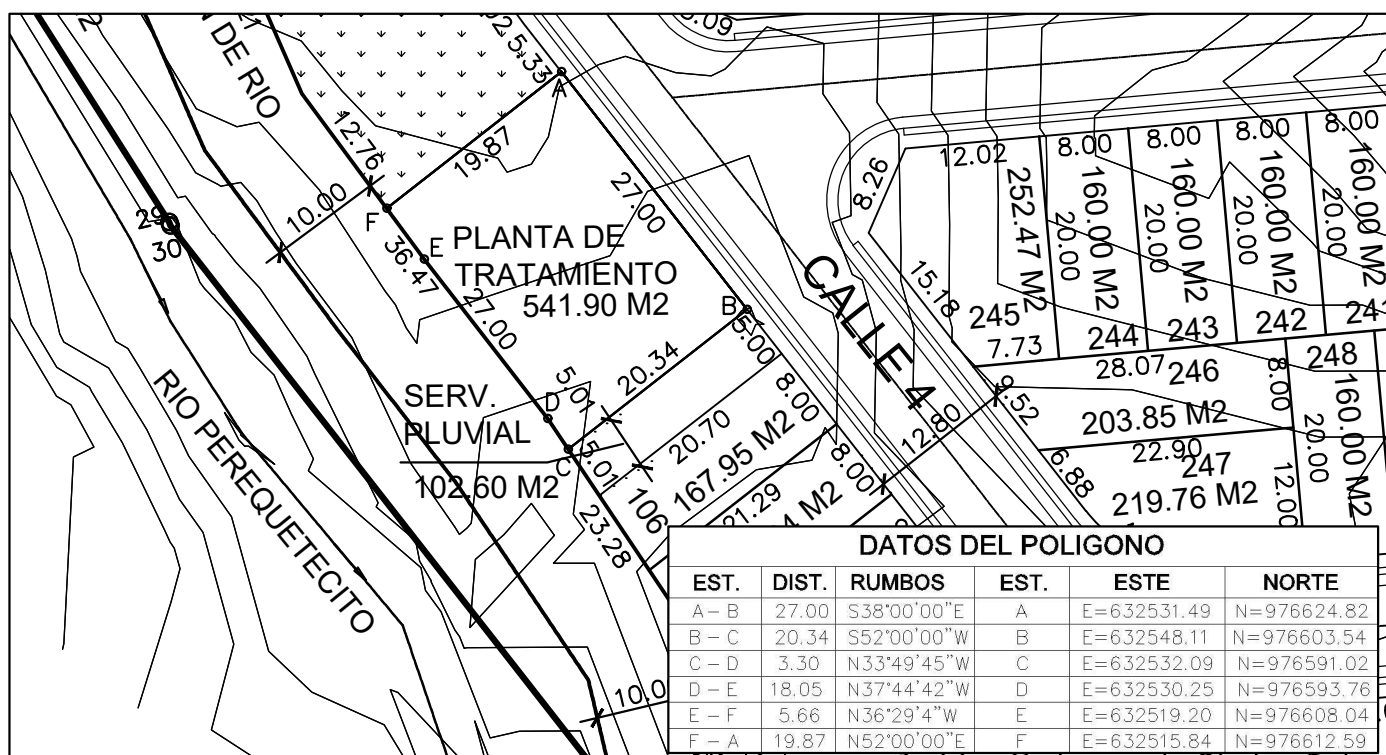 N DE RIO
5.33
A
12.76
19.87
10.00
F
29
30
36.47
E
PLANTA DE
TRATAMIENTO
541.90 M2
27.00
27.00
B
5.00
CALLE 4
8.26
12.02
8.00
8.00
8.00
8.00
252.47 M2
160.00 M2
160.00 M2
160.00 M2
160.00 M2
20.00
20.00
20.00
20.00
15.18
245
244
243
242
7.73
28.07
246
248
8.00
9.52
203.85 M2
160.00 M2
20.00
22.90
247
6.88
219.76 M2
12.00
12.80
SERV.
PLUVIAL
102.60 M2
5.01
20.34
D
C
5.01
20.70
8.00
8.00
106
167.95 M2
21.29
4 M2
23.28
RIO PEREQUETECITO
10.0
DATOS DEL POLIGONO
EST. DIST. RUMBOS EST. ESTE NORTE
A-B 27.00 S38°00'00"E A E=632531.49 N=976624.82
B-C 20.34 S52°00'00"W B E=632548.11 N=976603.54
C-D 3.30 N33°49'45"W C E=632532.09 N=976591.02
D-E 18.05 N37°44'42"W D E=632530.25 N=976593.76
E-F 5.66 N36°29'4"W E E=632519.20 N=976608.04
F-A 19.87 N52°00'00"E F E=632515.84 N=976612.59